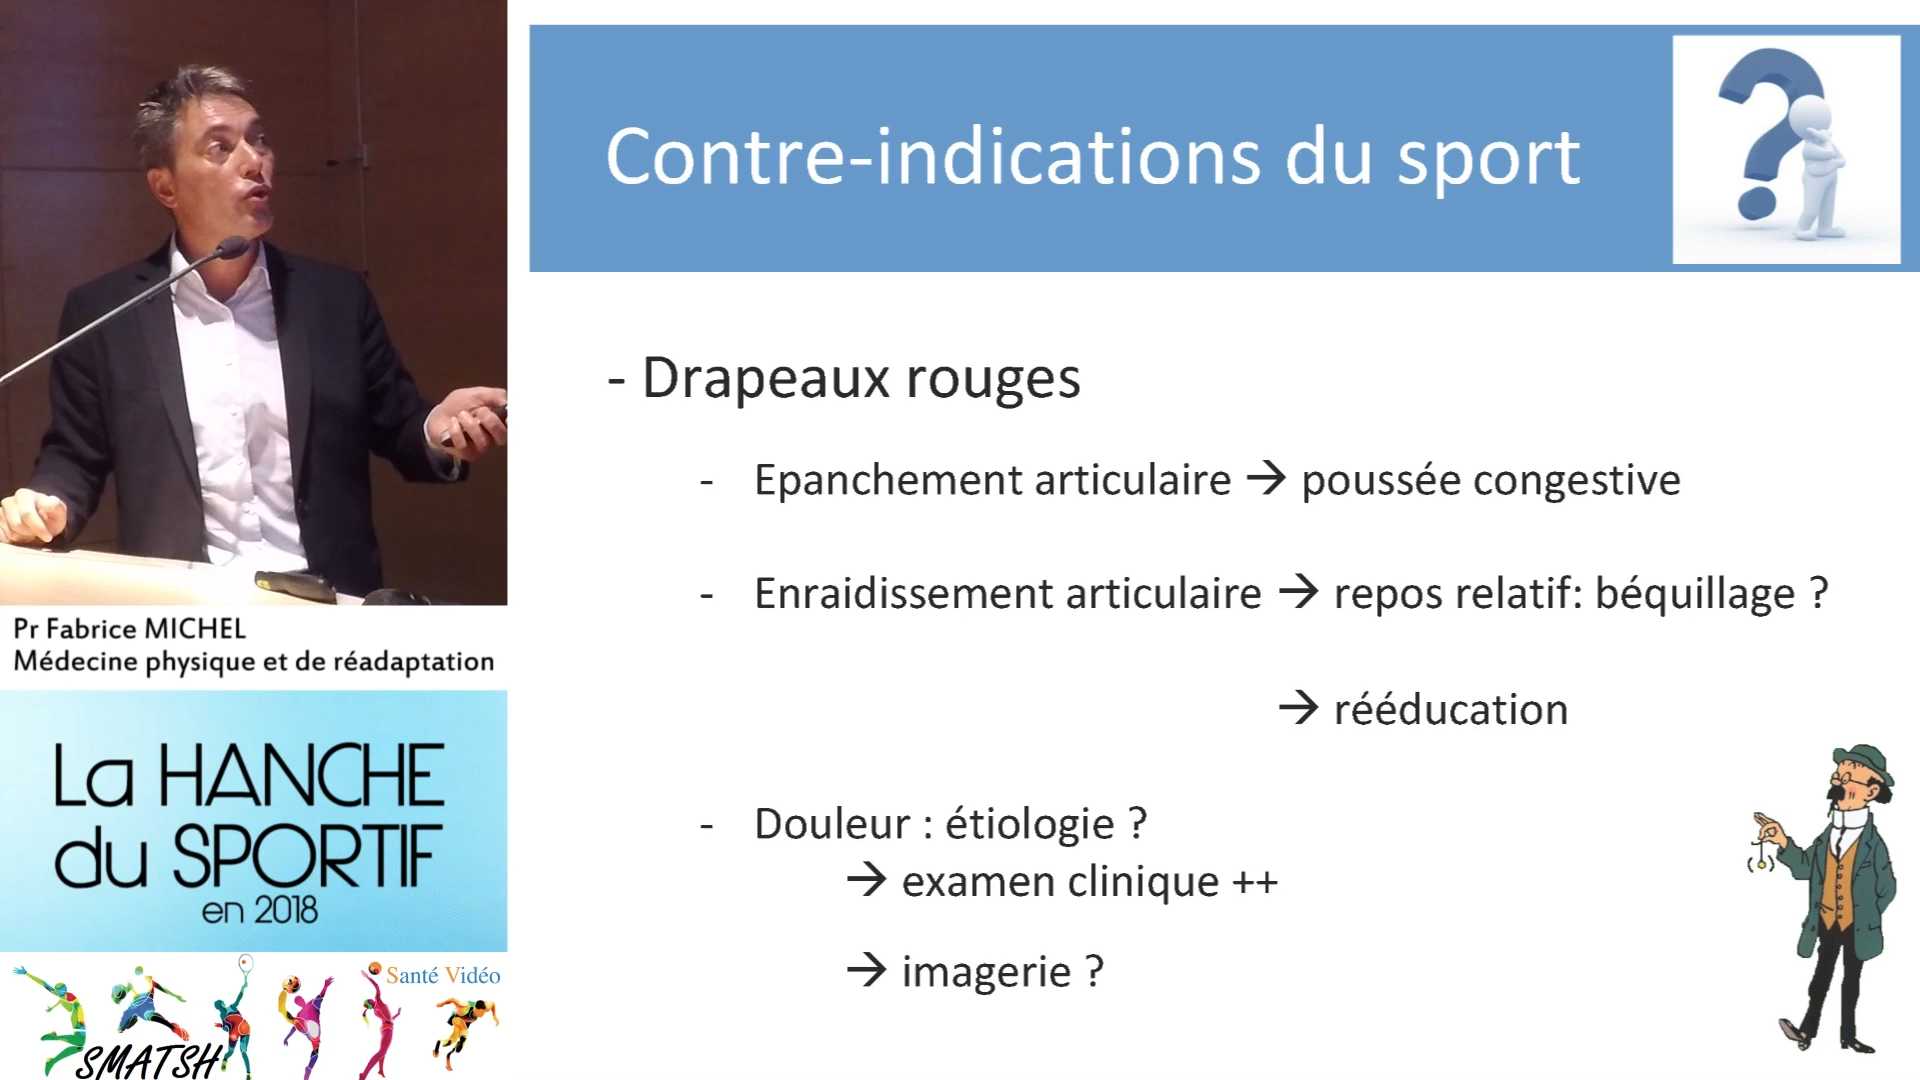 Contre-indications du sport
- Drapeaux rouges
- Epanchement articulaire → poussée congestive
- Enraidissement articulaire → repos relatif: béquillage ?
→ rééducation
- Douleur : étiologie ?
→ examen clinique ++
→ imagerie ?
Pr Fabrice MICHEL
Médecine physique et de réadaptation
La HANCHE
du SPORTIF
en 2018
Santé Vidéo
SMATSH